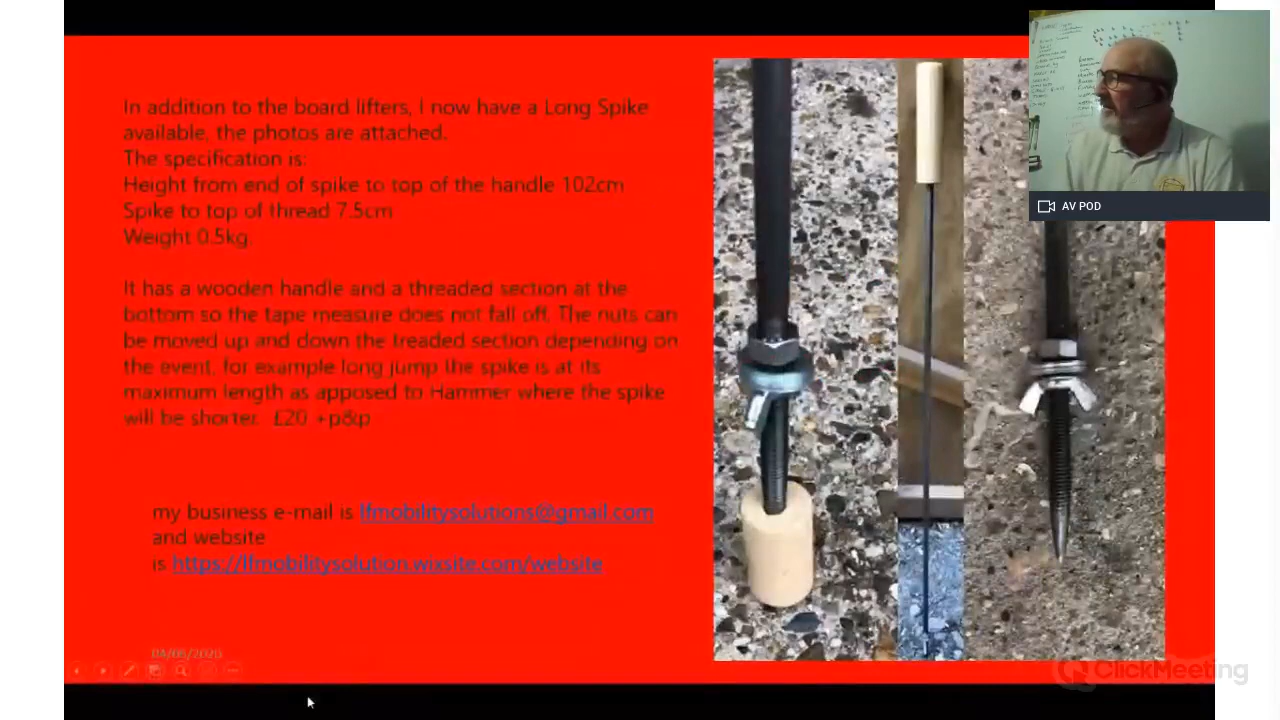 In addition to the board lifters, I now have a Long Spike
available, the photos are attached.
The specification is:
Height from end of spike to top of the handle 102cm
Spike to top of thread 7.5cm
Weight 0.5kg
It has a wooden handle and a threaded section at the
bottom so the tape measure does not fall off. The nuts can
be moved up and down the treaded section depending on
the event, for example long jump the spike is at its
maximum length as apposed to Hammer where the spike
will be shorter. £20 +p&p
my business e-mail is lfmobilitysolutions@gmail.com
and website
is https://lfmobilitysolution.wixsite.com/website
04/06/2020
AV POD
ClickMeeting